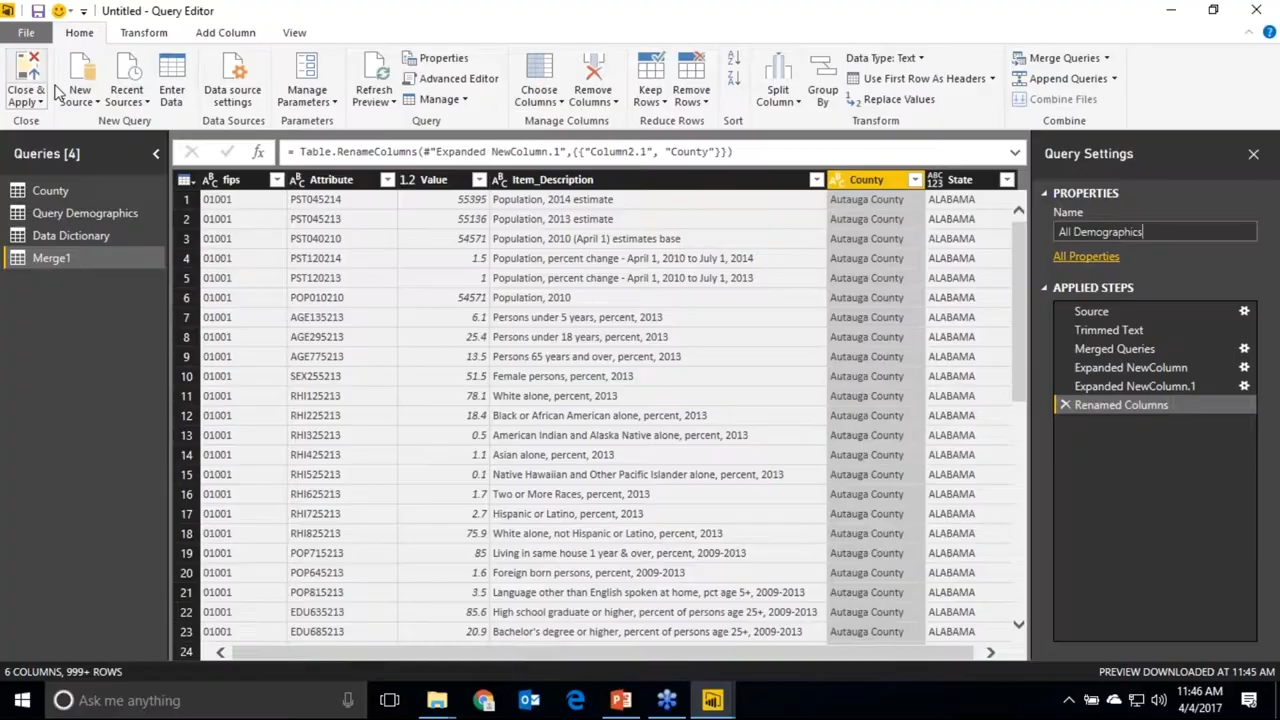 Untitled - Query Editor
File Home Transform Add Column View
Close & Apply
New Source
Recent Sources
Enter Data
Data source settings
Manage Parameters
Refresh Preview
Properties
Advanced Editor
Manage
Choose Columns
Remove Columns
Keep Rows
Remove Rows
Split Column
Group By
Data Type: Text
Use First Row As Headers
Replace Values
Merge Queries
Append Queries
Combine Files
Close New Query Data Sources Parameters Query Manage Columns Reduce Rows Sort Transform Combine
Queries [4]
County
Query Demographics
Data Dictionary
Merge1
= Table.RenameColumns(#"Expanded NewColumn.1",{{"Column2.1", "County"}})
fips Attribute 1.2 Value Item_Description County ABC 123 State
1 01001 PST045214 55395 Population, 2014 estimate Autauga County ALABAMA
2 01001 PST045213 55136 Population, 2013 estimate Autauga County ALABAMA
3 01001 PST040210 54571 Population, 2010 (April 1) estimates base Autauga County ALABAMA
4 01001 PST120214 1.5 Population, percent change - April 1, 2010 to July 1, 2014 Autauga County ALABAMA
5 01001 PST120213 1 Population, percent change - April 1, 2010 to July 1, 2013 Autauga County ALABAMA
6 01001 POP010210 54571 Population, 2010 Autauga County ALABAMA
7 01001 AGE135213 6.1 Persons under 5 years, percent, 2013 Autauga County ALABAMA
8 01001 AGE295213 25.4 Persons under 18 years, percent, 2013 Autauga County ALABAMA
9 01001 AGE775213 13.5 Persons 65 years and over, percent, 2013 Autauga County ALABAMA
10 01001 SEX255213 51.5 Female persons, percent, 2013 Autauga County ALABAMA
11 01001 RHI125213 78.1 White alone, percent, 2013 Autauga County ALABAMA
12 01001 RHI225213 18.4 Black or African American alone, percent, 2013 Autauga County ALABAMA
13 01001 RHI325213 0.5 American Indian and Alaska Native alone, percent, 2013 Autauga County ALABAMA
14 01001 RHI425213 1.1 Asian alone, percent, 2013 Autauga County ALABAMA
15 01001 RHI525213 0.1 Native Hawaiian and Other Pacific Islander alone, percent, 2013 Autauga County ALABAMA
16 01001 RHI625213 1.7 Two or More Races, percent, 2013 Autauga County ALABAMA
17 01001 RHI725213 2.7 Hispanic or Latino, percent, 2013 Autauga County ALABAMA
18 01001 RHI825213 75.9 White alone, not Hispanic or Latino, percent, 2013 Autauga County ALABAMA
19 01001 POP715213 85 Living in same house 1 year & over, percent, 2009-2013 Autauga County ALABAMA
20 01001 POP645213 1.6 Foreign born persons, percent, 2009-2013 Autauga County ALABAMA
21 01001 POP815213 3.5 Language other than English spoken at home, pct age 5+, 2009-2013 Autauga County ALABAMA
22 01001 EDU635213 85.6 High school graduate or higher, percent of persons age 25+, 2009-2013 Autauga County ALABAMA
23 01001 EDU685213 20.9 Bachelor's degree or higher, percent of persons age 25+, 2009-2013 Autauga County ALABAMA
24
Query Settings
PROPERTIES
Name
All Demographics
All Properties
APPLIED STEPS
Source
Trimmed Text
Merged Queries
Expanded NewColumn
Expanded NewColumn.1
Renamed Columns
6 COLUMNS, 999+ ROWS PREVIEW DOWNLOADED AT 11:45 AM
Ask me anything
11:46 AM
4/4/2017